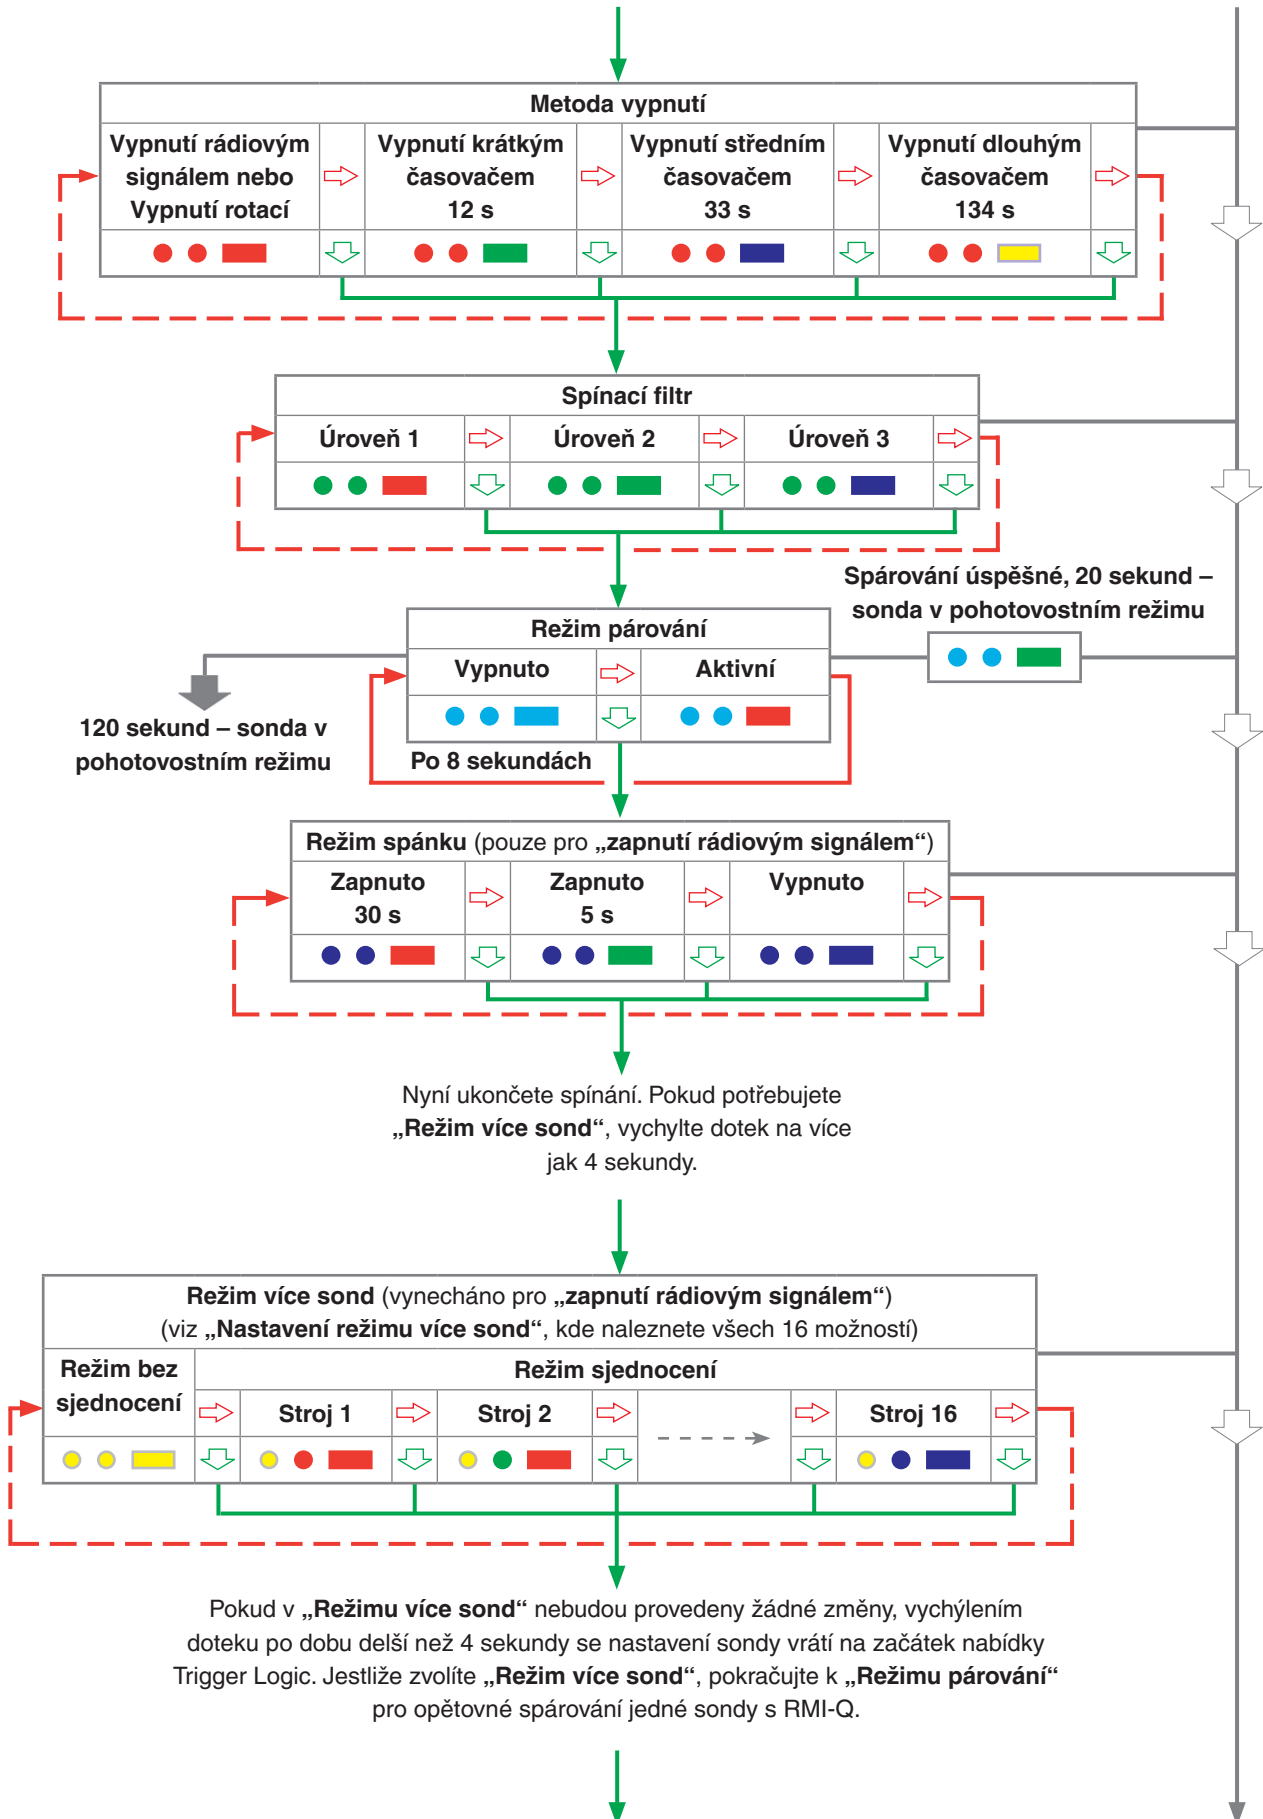 Metoda vypnutí
Vypnutí rádiovým
signálem nebo
Vypnutí rotací
Vypnutí krátkým
časovačem
12 s
Vypnutí středním
časovačem
33 s
Vypnutí dlouhým
časovačem
134 s
Spínací filtr
Úroveň 1
Úroveň 2
Úroveň 3
Spárování úspěšné, 20 sekund –
sonda v pohotovostním režimu
Režim párování
Vypnuto
Aktivní
120 sekund – sonda v
pohotovostním režimu
Po 8 sekundách
Režim spánku (pouze pro „zapnutí rádiovým signálem“)
Zapnuto
30 s
Zapnuto
5 s
Vypnuto
Nyní ukončete spínání. Pokud potřebujete
„Režim více sond“, vychylte dotek na více
jak 4 sekundy.
Režim více sond (vynecháno pro „zapnutí rádiovým signálem“)
(viz „Nastavení režimu více sond“, kde naleznete všech 16 možností)
Režim bez
sjednocení
Režim sjednocení
Stroj 1
Stroj 2
Stroj 16
Pokud v „Režimu více sond“ nebudou provedeny žádné změny, vychýlením
doteku po dobu delší než 4 sekundy se nastavení sondy vrátí na začátek nabídky
Trigger Logic. Jestliže zvolíte „Režim více sond“, pokračujte k „Režimu párování“
pro opětovné spárování jedné sondy s RMI-Q.